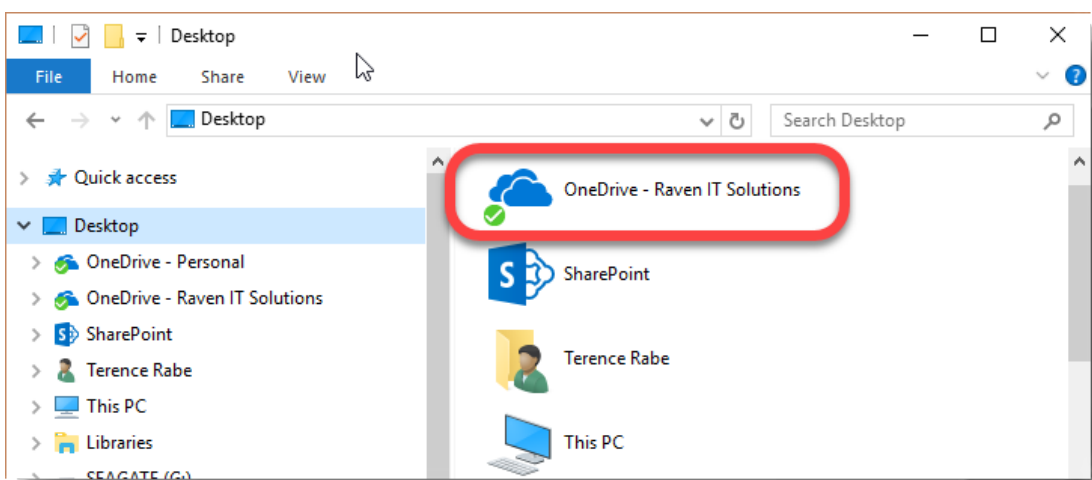 Desktop
File Home Share View
Desktop Search Desktop
Quick access
Desktop
OneDrive - Personal
OneDrive - Raven IT Solutions
SharePoint
Terence Rabe
This PC
Libraries
SEAGATE (G:)
OneDrive - Raven IT Solutions
SharePoint
Terence Rabe
This PC